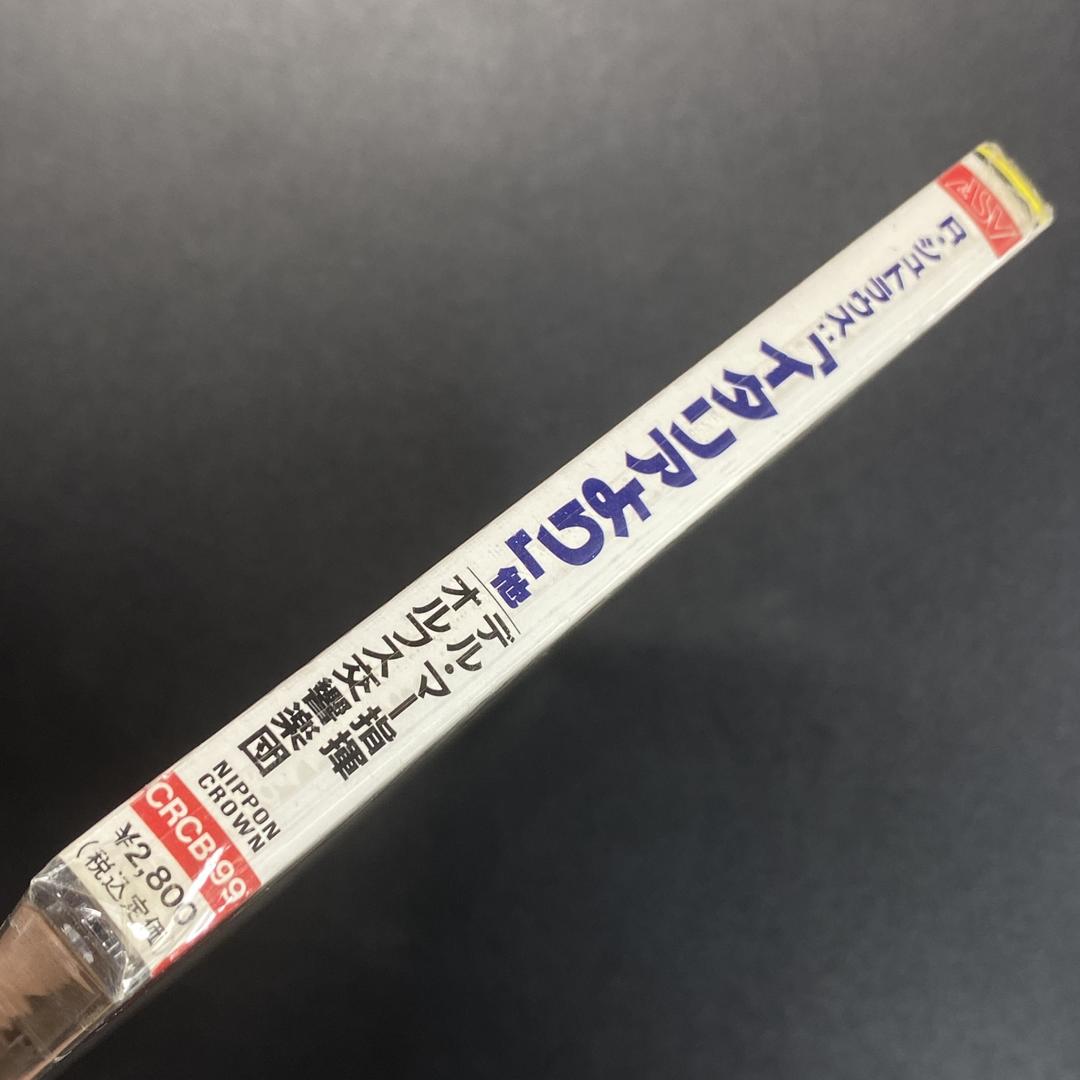 ASV
R.シュトラウス:
「イタリアより」他
デル・マー指揮
オルフス交響楽団
NIPPON
CROWN
CRCB-99
¥2,800
(税込定価